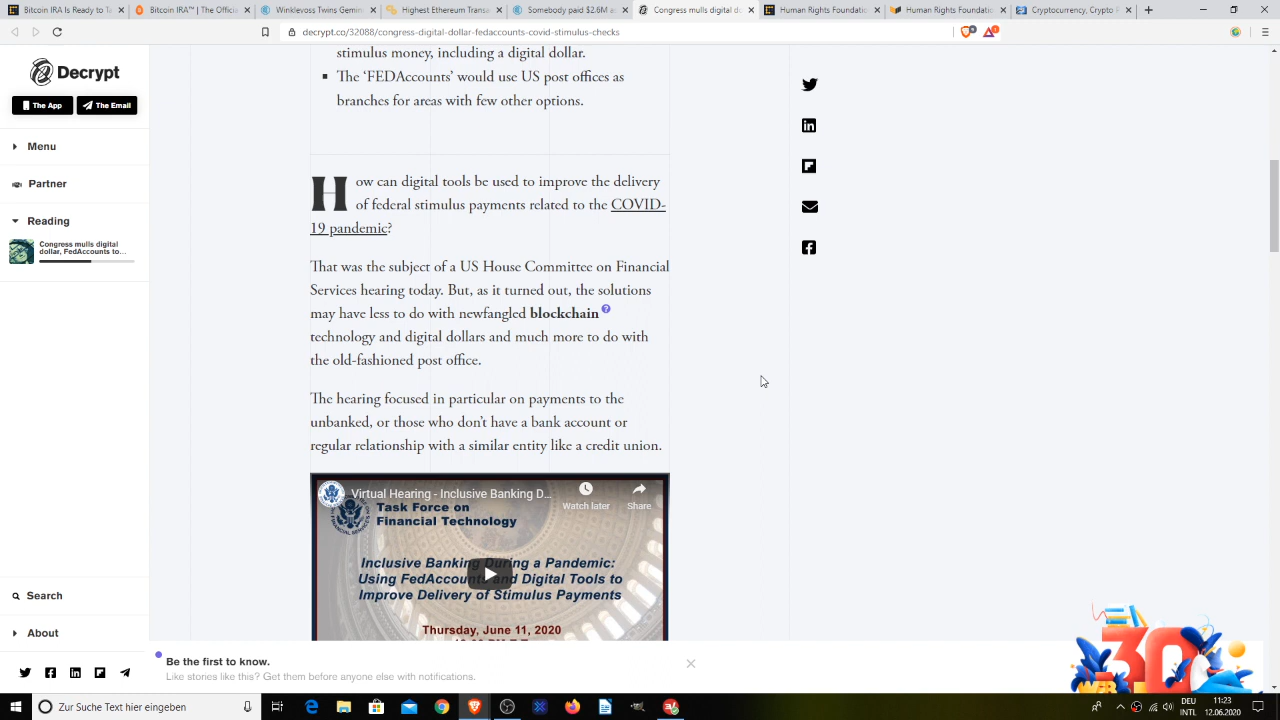 Bitcoin IRA Is Ready to Te
Bitcoin IRA™ | The Official
Winklevoss Twins Gemini
Highest Ethereum Transa
Somebody paid $2.6M as
Congress mulls digital do
Human Rights Foundatio
Human Rights Foundatio
Cryptocurrency, Crypto P
decrypt.co/32088/congress-digital-dollar-fedaccounts-covid-stimulus-checks
Decrypt
The App
The Email
Menu
Partner
Reading
Congress mulls digital
dollar, FedAccounts to...
Search
About
stimulus money, including a digital dollar.
The ‘FEDAccounts’ would use US post offices as
branches for areas with few other options.
How can digital tools be used to improve the delivery
of federal stimulus payments related to the COVID-
19 pandemic?
That was the subject of a US House Committee on Financial
Services hearing today. But, as it turned out, the solutions
may have less to do with newfangled blockchain ?
technology and digital dollars and much more to do with
the old-fashioned post office.
The hearing focused in particular on payments to the
unbanked, or those who don’t have a bank account or
regular relationship with a similar entity like a credit union.
Virtual Hearing - Inclusive Banking D...
Watch later
Share
Task Force on
Financial Technology
Inclusive Banking During a Pandemic:
Using FedAccounts and Digital Tools to
Improve Delivery of Stimulus Payments
Thursday, June 11, 2020
Be the first to know.
Like stories like this? Get them before anyone else with notifications.
30
Zur Suche Text hier eingeben
DEU
INTL
11:23
12.06.2020